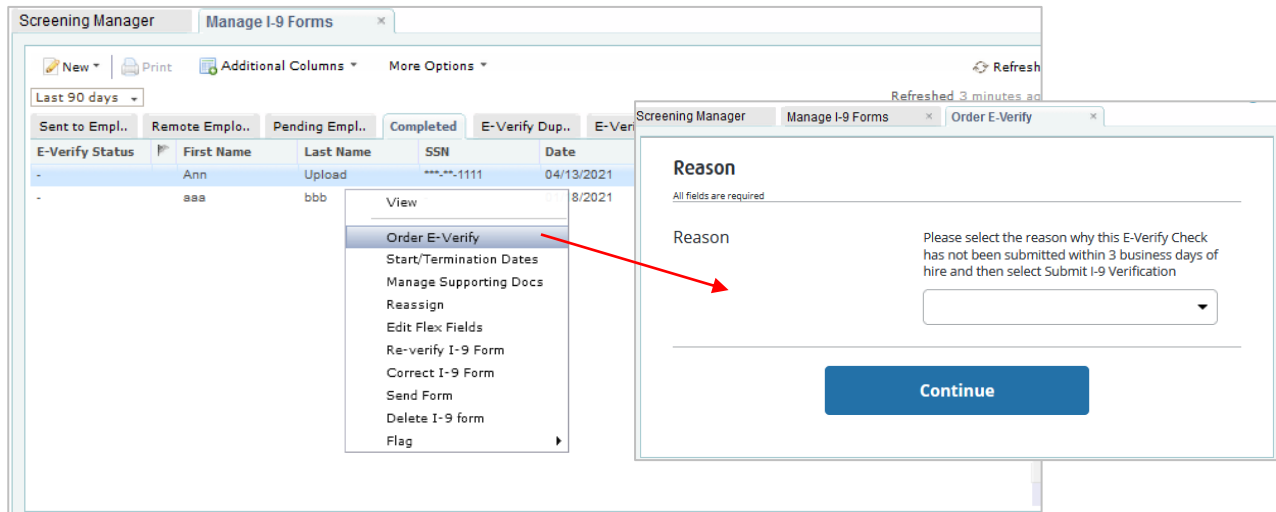 Screening Manager Manage I-9 Forms ×
New Print Additional Columns More Options Refresh
Last 90 days Refreshed 3 minutes ag
Sent to Empl.. Remote Emplo.. Pending Empl.. Completed E-Verify Dup.. E-Veri
E-Verify Status First Name Last Name SSN Date
- Ann Upload ***-**-1111 04/13/2021
- aaa bbb 8/2021
View
Order E-Verify
Start/Termination Dates
Manage Supporting Docs
Reassign
Edit Flex Fields
Re-verify I-9 Form
Correct I-9 Form
Send Form
Delete I-9 form
Flag
Screening Manager Manage I-9 Forms × Order E-Verify ×
Reason
All fields are required
Reason
Please select the reason why this E-Verify Check
has not been submitted within 3 business days of
hire and then select Submit I-9 Verification
Continue